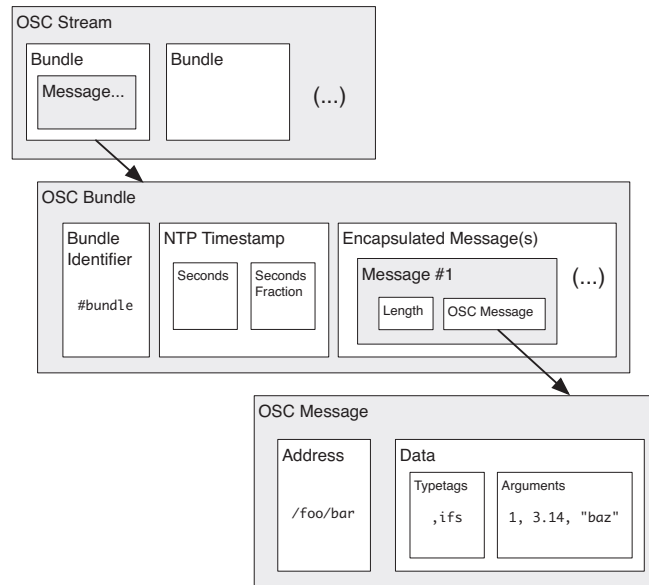 OSC Stream
Bundle
Message...
Bundle
(...)
OSC Bundle
Bundle
Identifier
#bundle
NTP Timestamp
Seconds
Seconds
Fraction
Encapsulated Message(s)
Message #1
Length
OSC Message
(...)
OSC Message
Address
/foo/bar
Data
Typetags
,ifs
Arguments
1, 3.14, "baz"